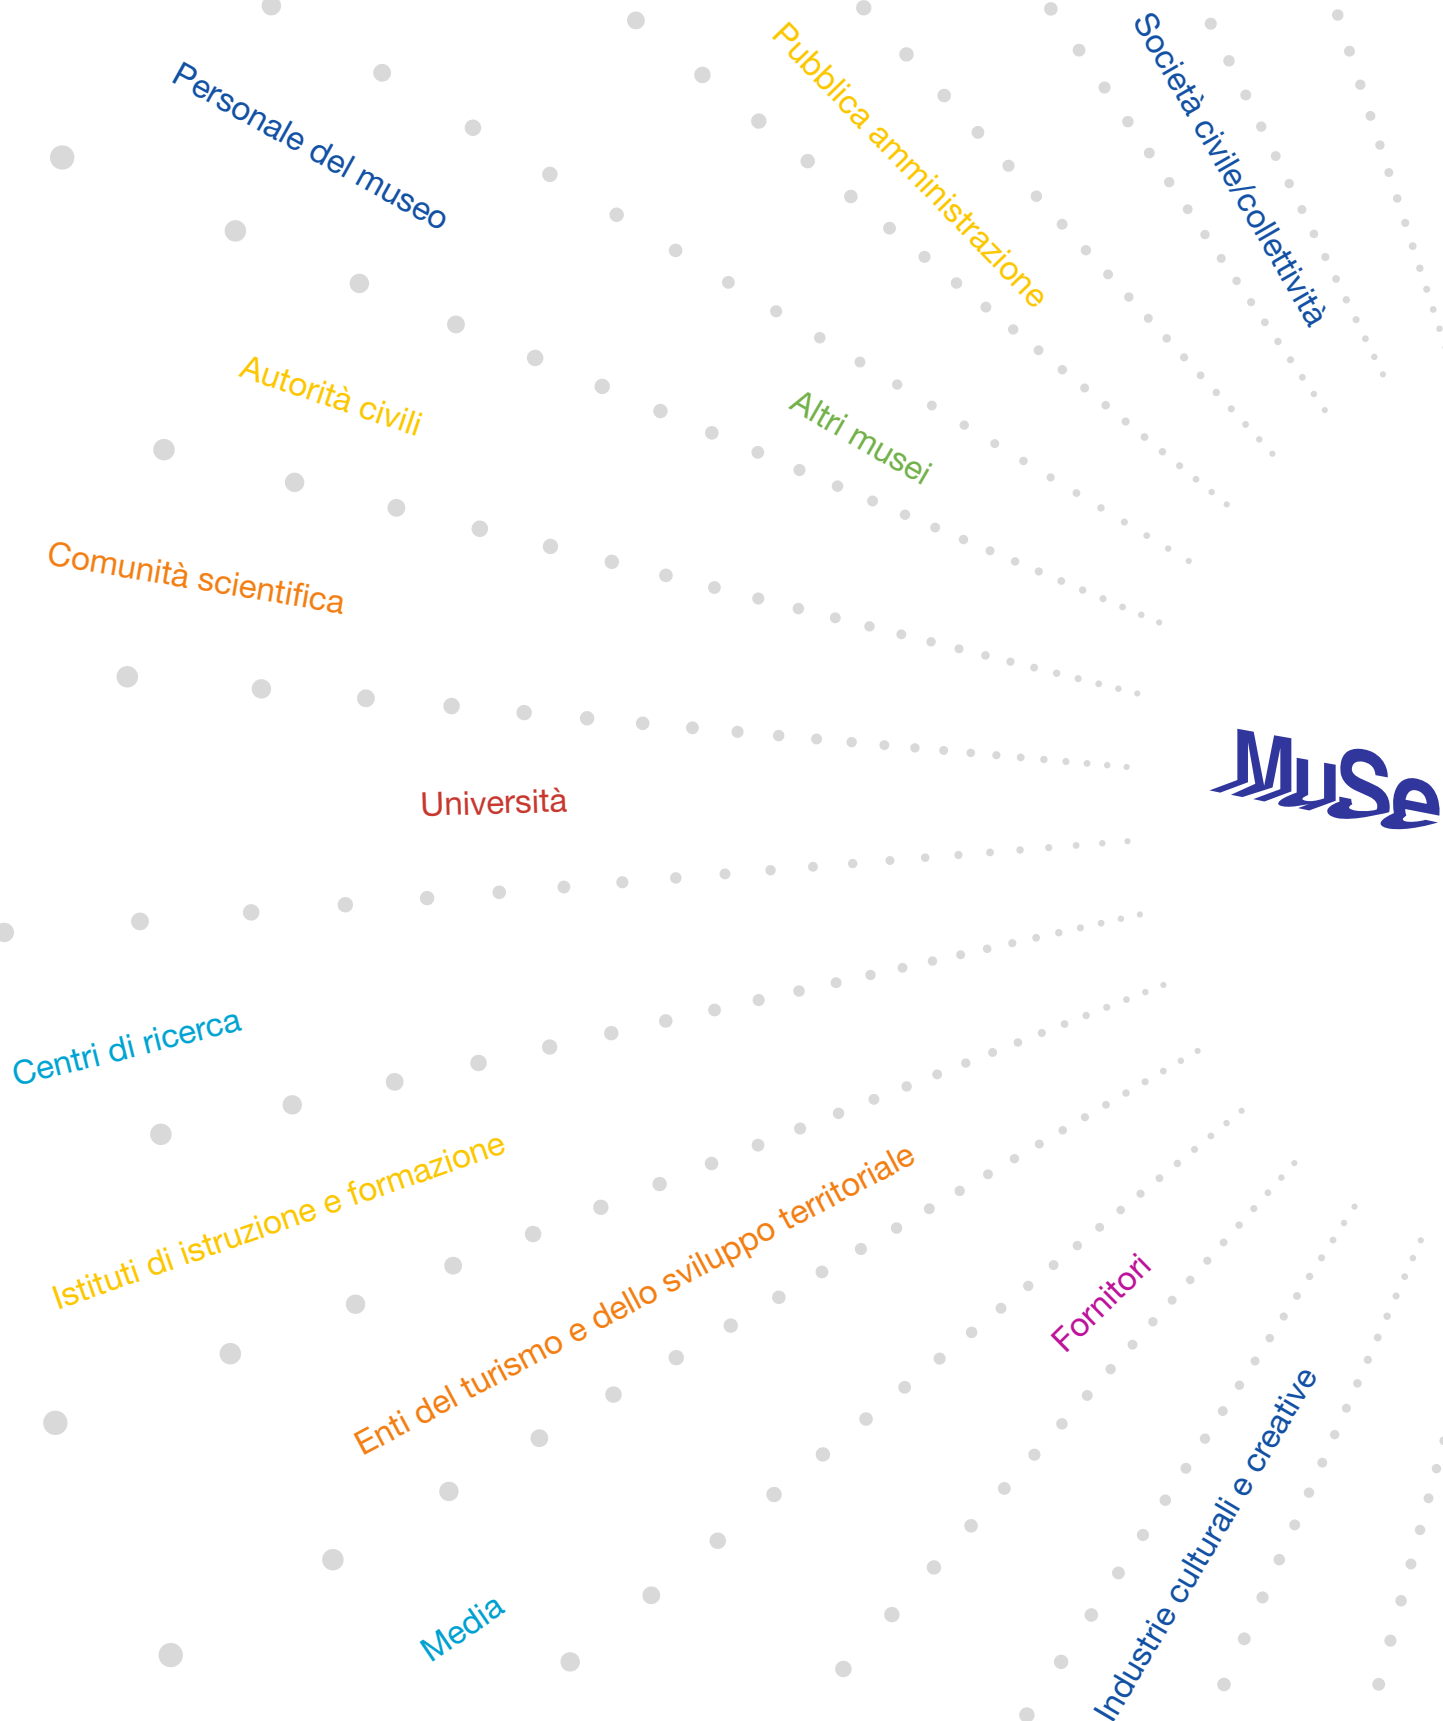 Personale del museo
Pubblica amministrazione
Società civile/collettività
Autorità civili
Altri musei
Comunità scientifica
MuSe
Università
Centri di ricerca
Istituti di istruzione e formazione
Enti del turismo e dello sviluppo territoriale
Fornitori
Industrie culturali e creative
Media